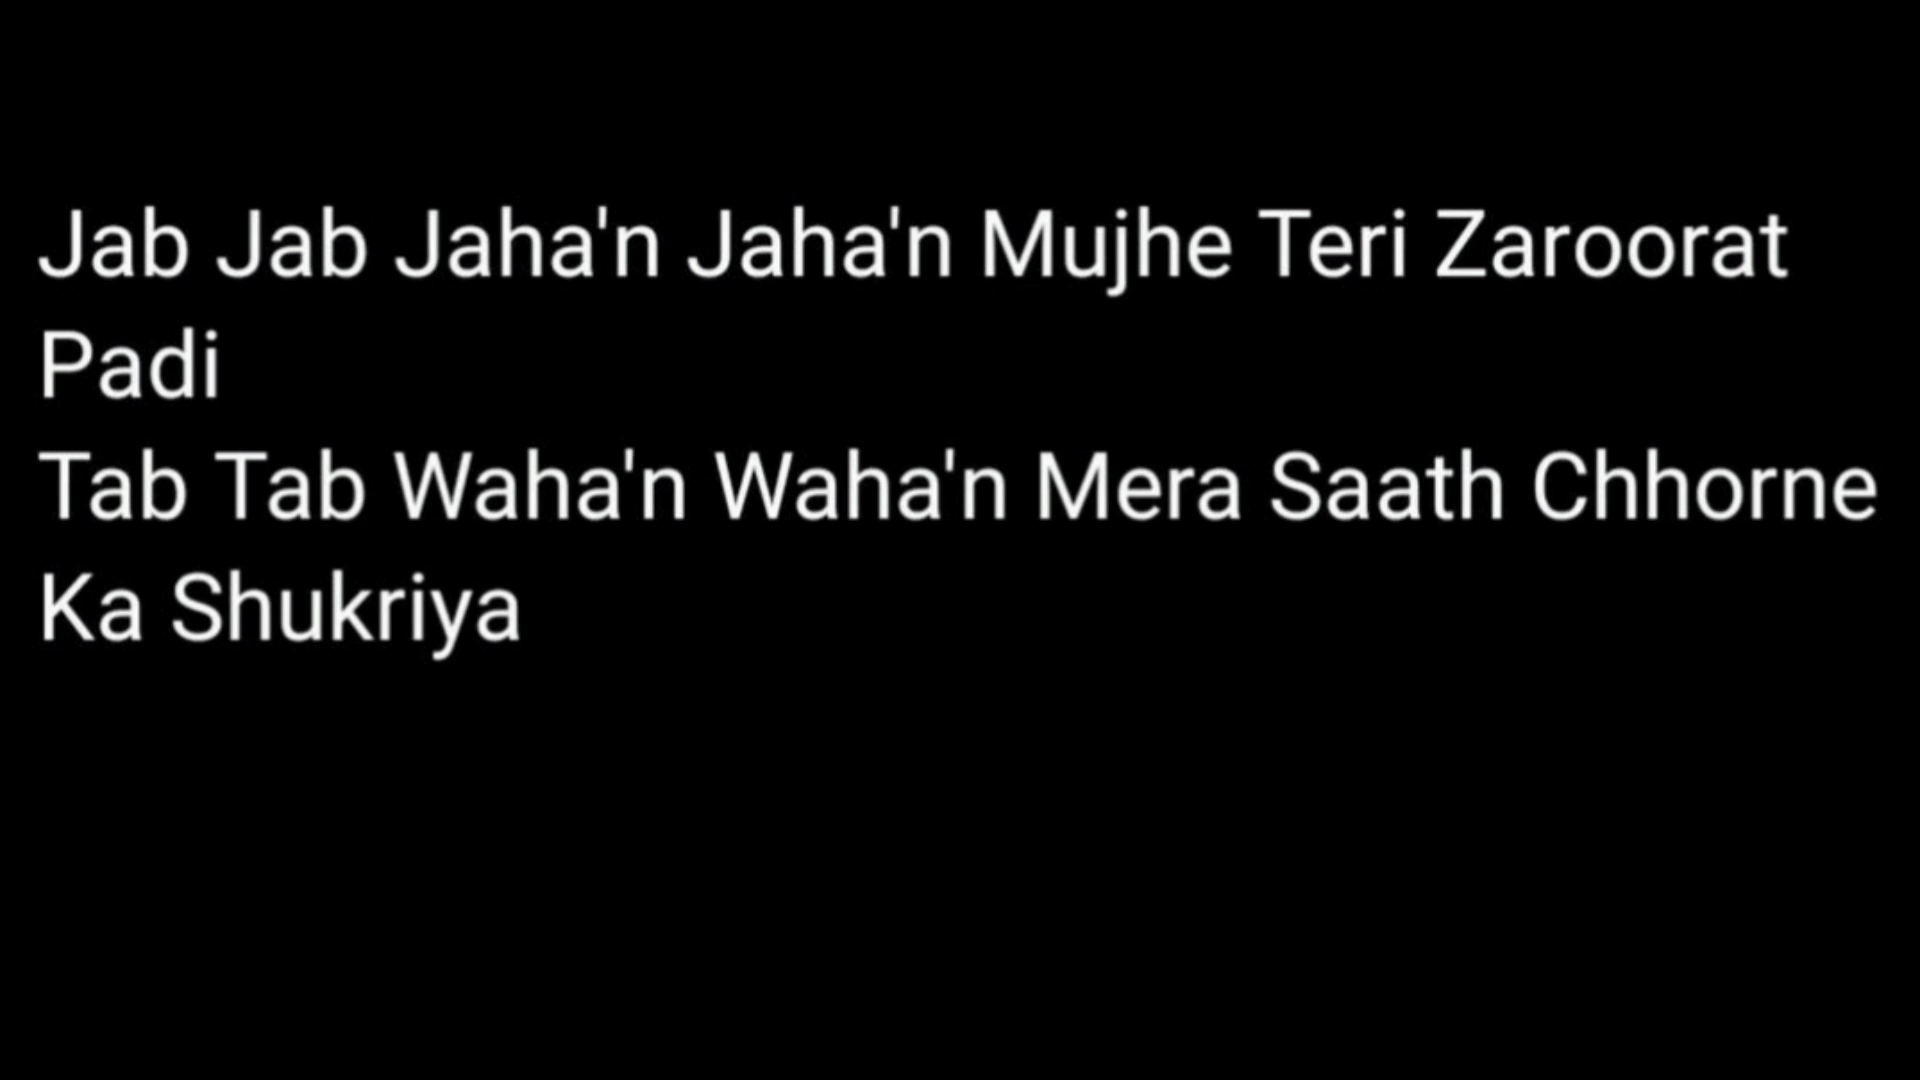 Jab Jab Jaha'n Jaha'n Mujhe Teri Zaroorat
Padi
Tab Tab Waha'n Waha'n Mera Saath Chhorne
Ka Shukriya